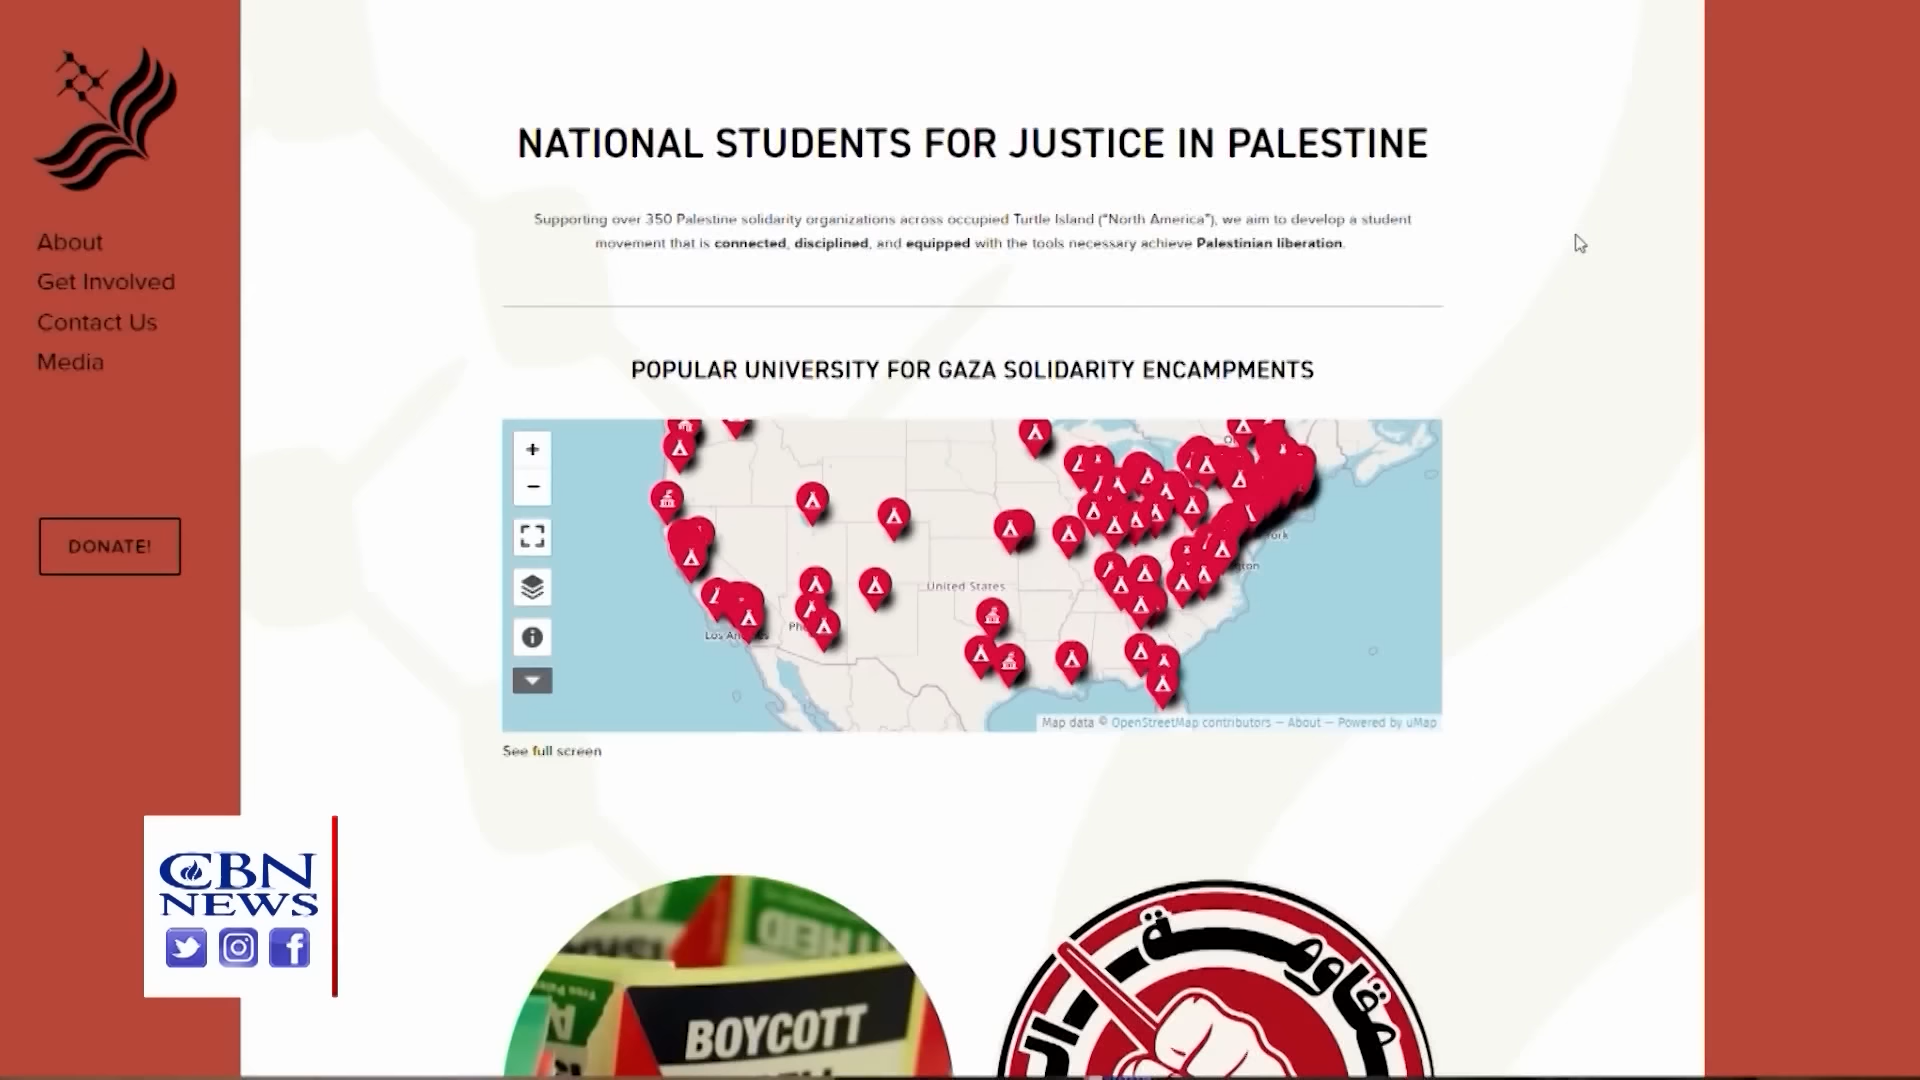 About
Get Involved
Contact Us
Media
DONATE!
NATIONAL STUDENTS FOR JUSTICE IN PALESTINE
Supporting over 350 Palestine solidarity organizations across occupied Turtle Island ("North America"), we aim to develop a student
movement that is connected, disciplined, and equipped with the tools necessary achieve Palestinian liberation.
POPULAR UNIVERSITY FOR GAZA SOLIDARITY ENCAMPMENTS
+
−
United States
Map data © OpenStreetMap contributors — About — Powered by uMap
See full screen
CBN
NEWS
BOYCOTT
مقاومة